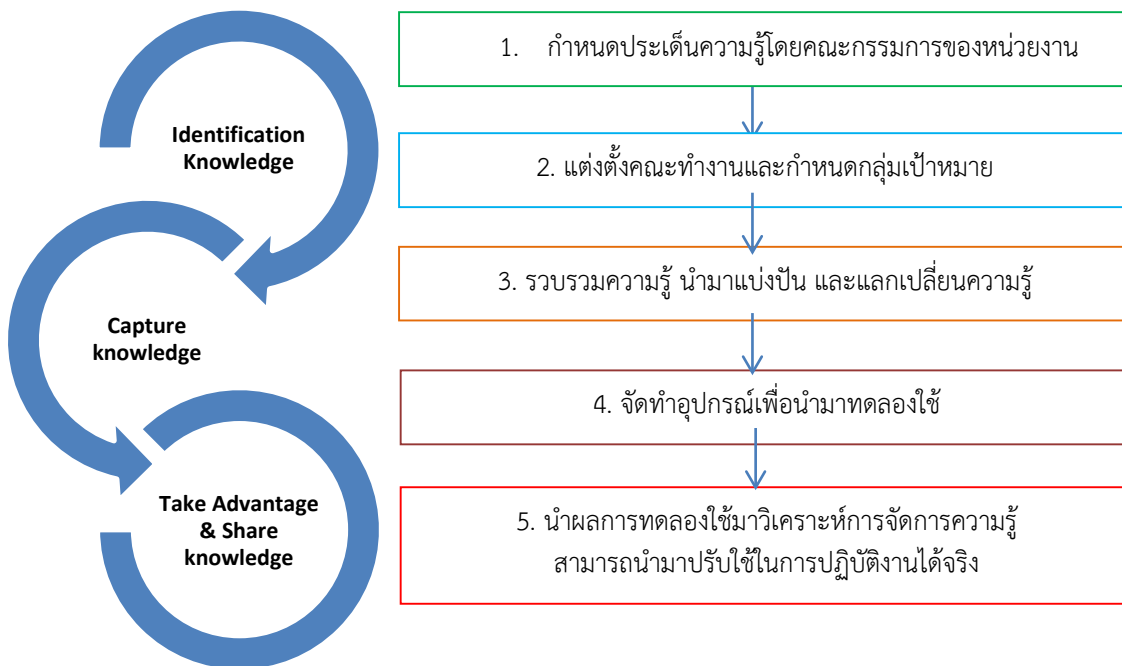 Identification
Knowledge
Capture
knowledge
Take Advantage
& Share
knowledge
1. กำหนดประเด็นความรู้โดยคณะกรรมการของหน่วยงาน
2. แต่งตั้งคณะทำงานและกำหนดกลุ่มเป้าหมาย
3. รวบรวมความรู้ นำมาแบ่งปัน และแลกเปลี่ยนความรู้
4. จัดทำอุปกรณ์เพื่อนำมาทดลองใช้
5. นำผลการทดลองใช้มาวิเคราะห์การจัดการความรู้
สามารถนำมาปรับใช้ในการปฏิบัติงานได้จริง